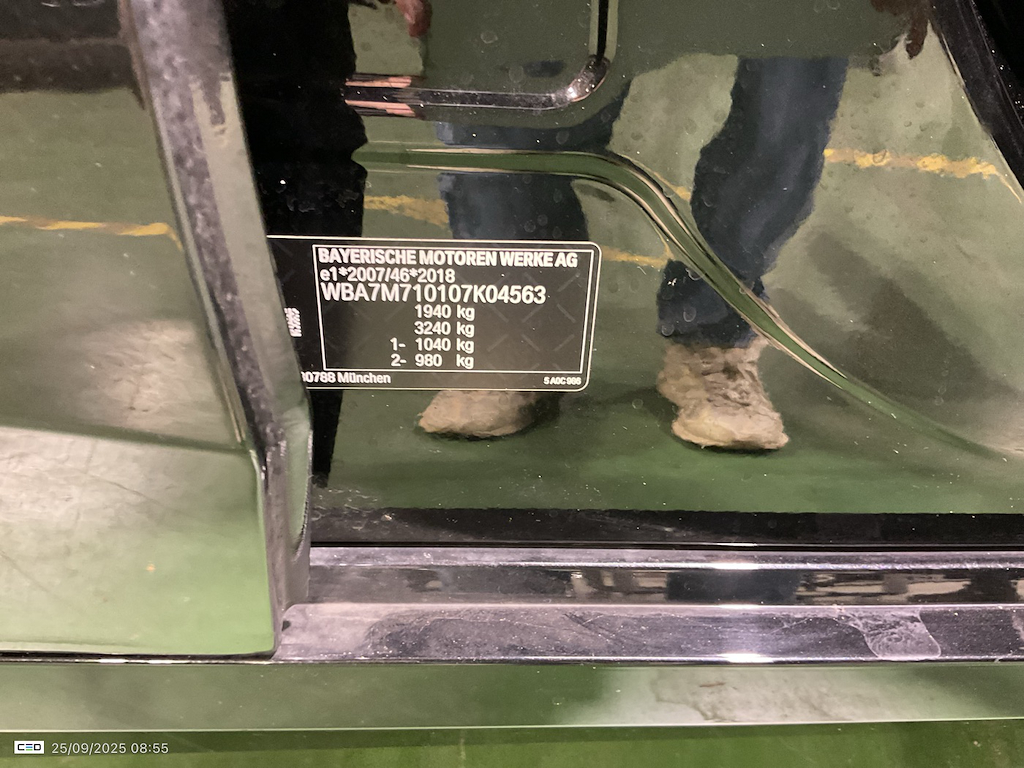 BAYERISCHE MOTOREN WERKE AG
e1*2007/46*2018
WBA7M710107K04563
1940 kg
3240 kg
1- 1040 kg
2- 980 kg
München
CEO 25/09/2025 08:55